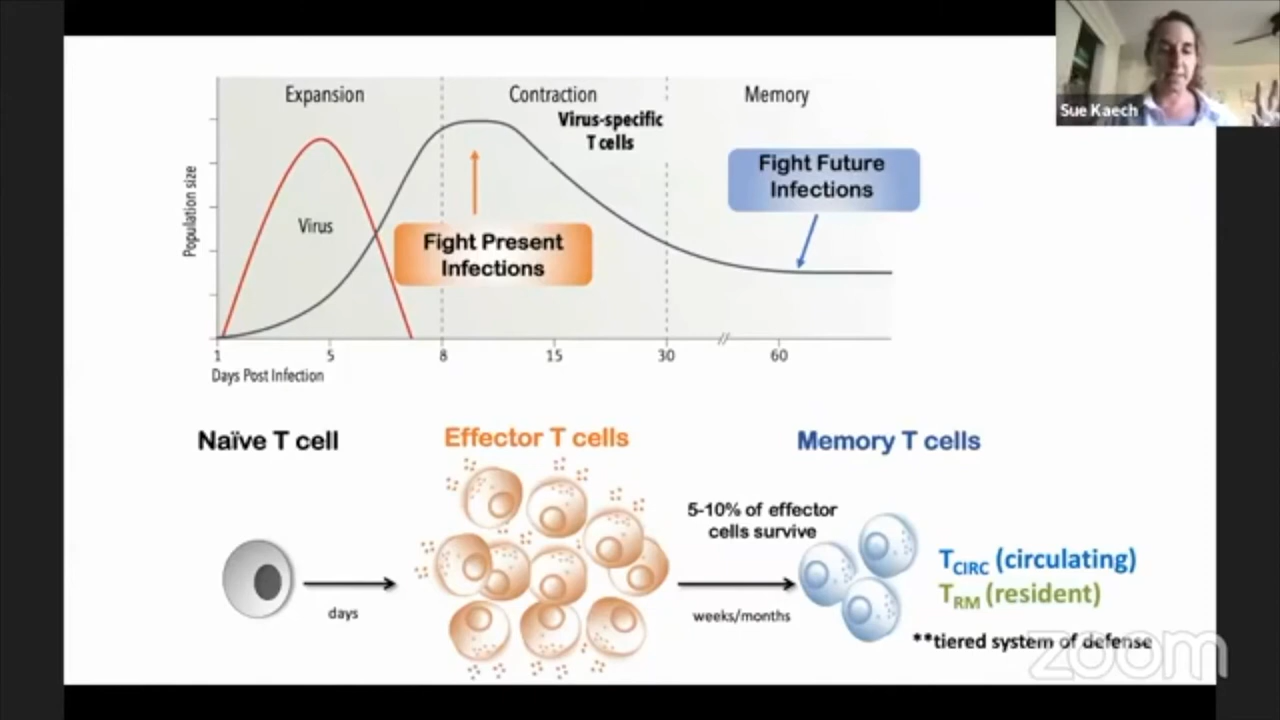 Sue Kaech
Expansion
Contraction
Memory
Virus-specific
T cells
Fight Future
Infections
Population size
Virus
Fight Present
Infections
1
5
8
15
30
60
Days Post Infection
Naïve T cell
Effector T cells
Memory T cells
5-10% of effector
cells survive
days
weeks/months
TCIRC (circulating)
TRM (resident)
**tiered system of defense
zoom